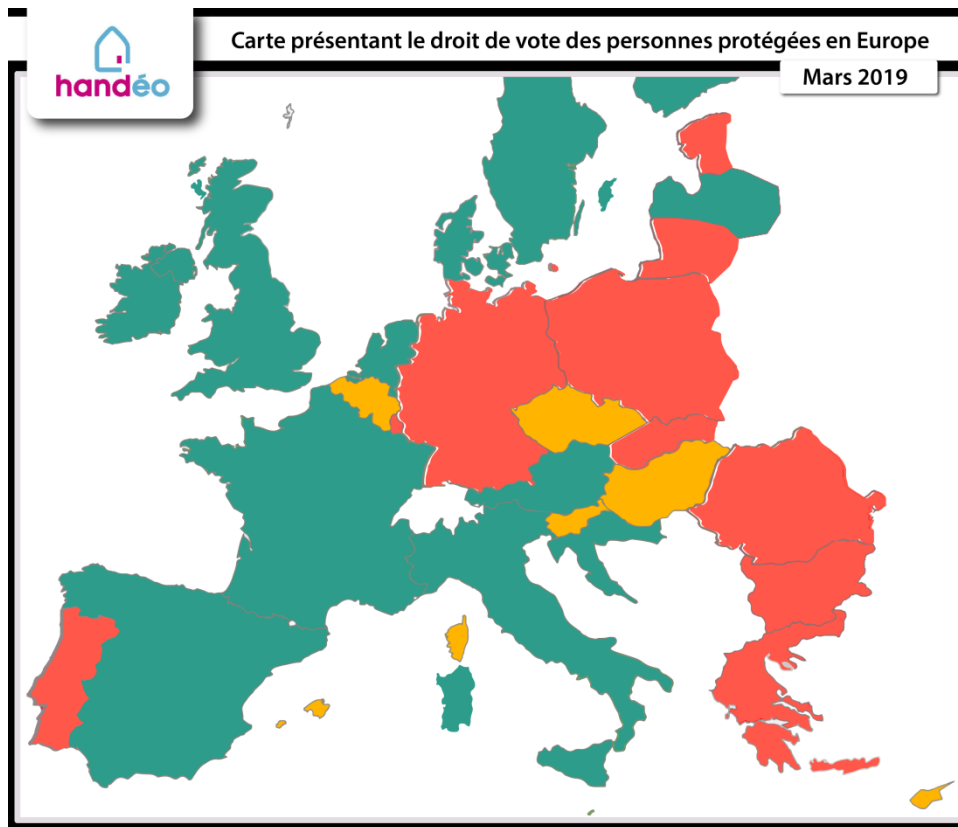 handéo
Carte présentant le droit de vote des personnes protégées en Europe
Mars 2019